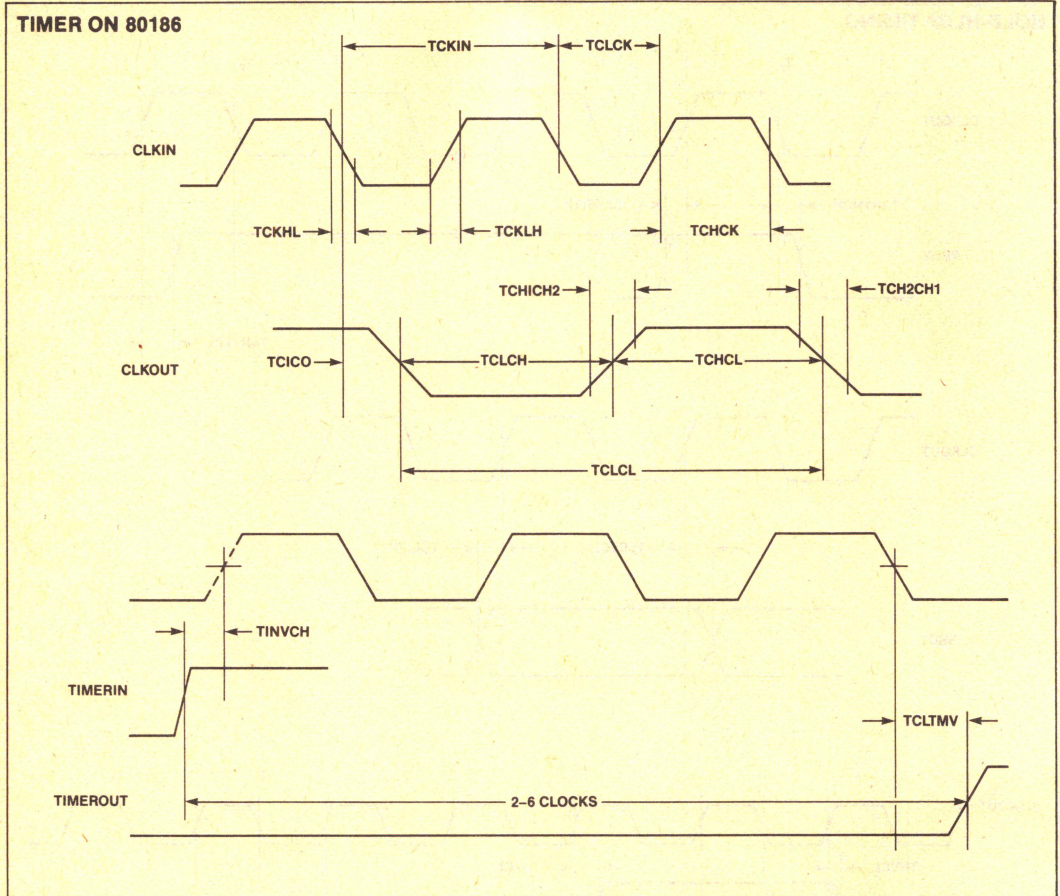 TIMER ON 80186
TCKIN
TCLCK
CLKIN
TCKHL
TCKLH
TCHCK
TCHICH2
TCH2CH1
CLKOUT
TCICO
TCLCH
TCHCL
TCLCL
TINVCH
TIMERIN
TCLTMV
TIMEROUT
2–6 CLOCKS